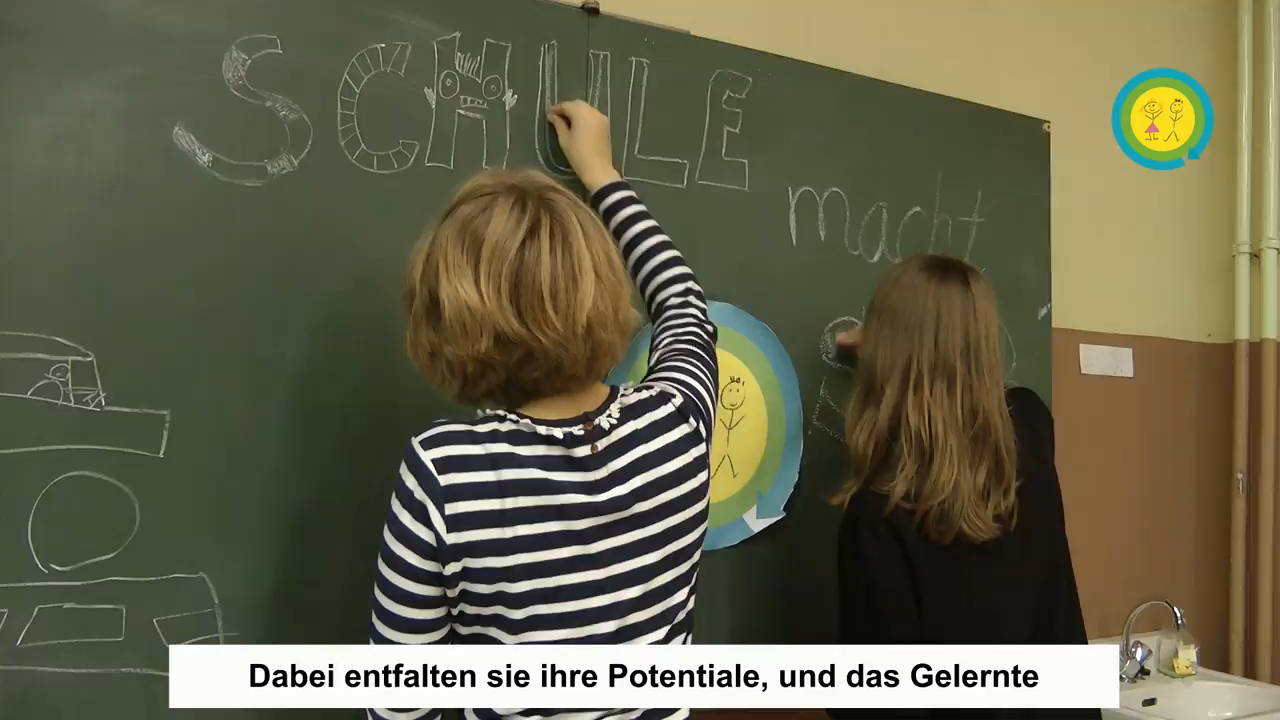 SCHULE
macht
Dabei entfalten sie ihre Potentiale, und das Gelernte